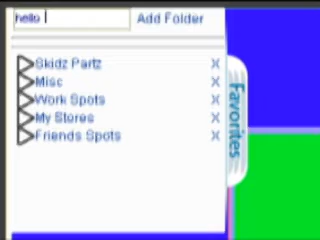 hello
Add Folder
Skidz Partz X
Misc X
Work Spots X
My Stores X
Friends Spots X
Favorites